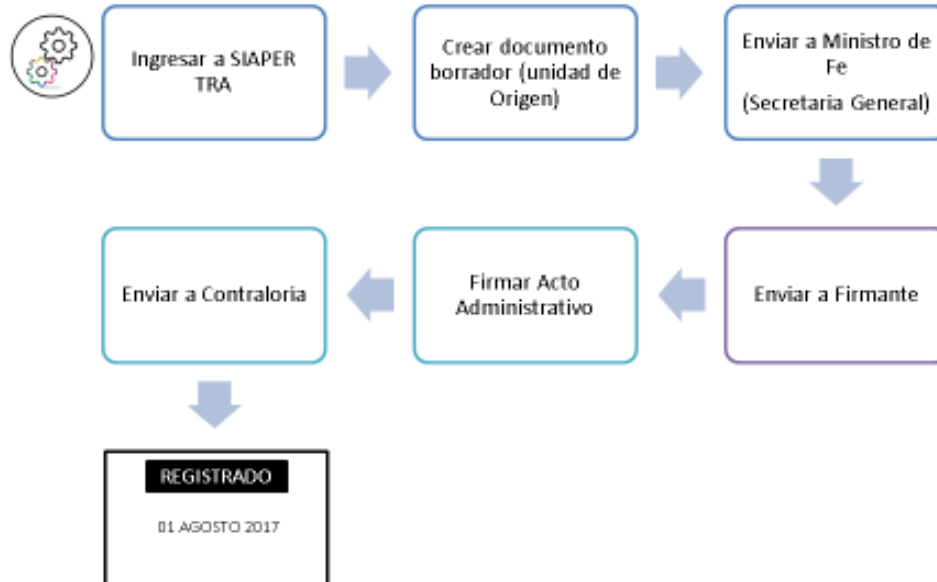 Ingresar a SIAPER
TRA
Crear documento
borrador (unidad de
Origen)
Enviar a Ministro de
Fe
(Secretaria General)
Enviar a Contraloria
Firmar Acto
Administrativo
Enviar a Firmante
REGISTRADO
01 AGOSTO 2017